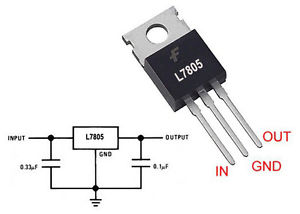 L7805
INPUT
L7805
OUTPUT
GND
0.33µF
0.1µF
OUT
GND
IN